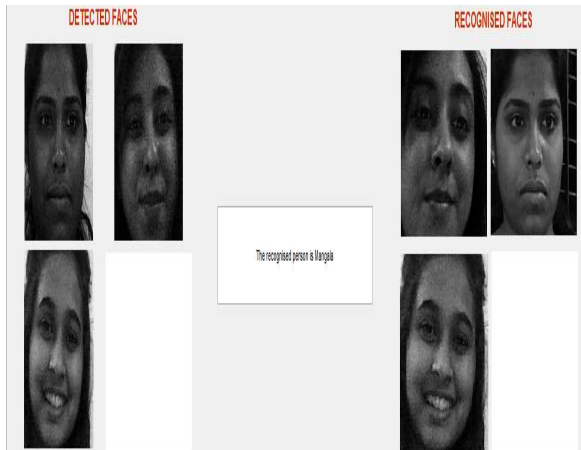 DETECTED FACES
RECOGNISED FACES
The recognised person is Mangala